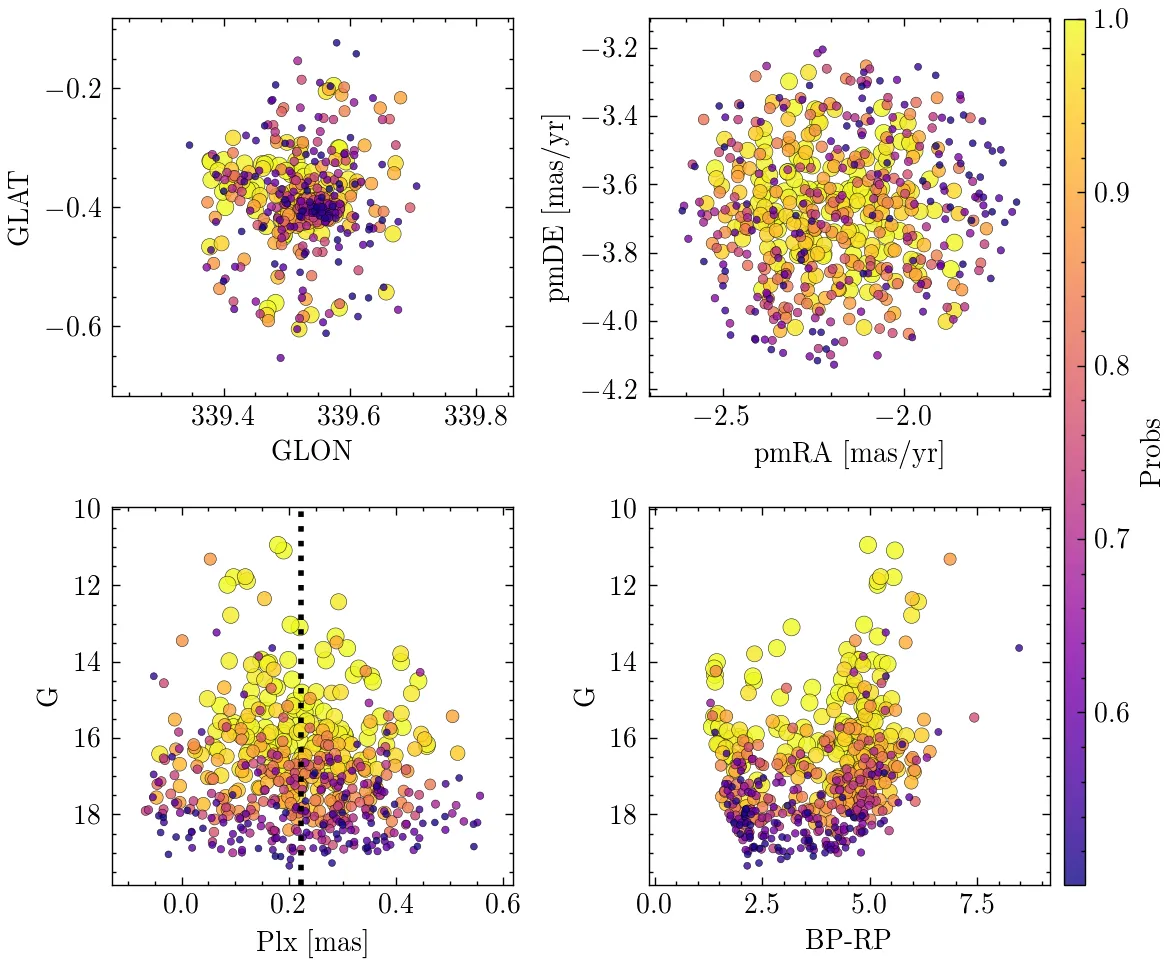 −0.2
−0.4
−0.6
GLAT
339.4 339.6 339.8
GLON
−3.2
−3.4
−3.6
−3.8
−4.0
−4.2
pmDE [mas/yr]
−2.5 −2.0
pmRA [mas/yr]
1.0
0.9
0.8
0.7
0.6
Probs
10
12
14
16
18
G
0.0 0.2 0.4 0.6
Plx [mas]
10
12
14
16
18
G
0.0 2.5 5.0 7.5
BP-RP